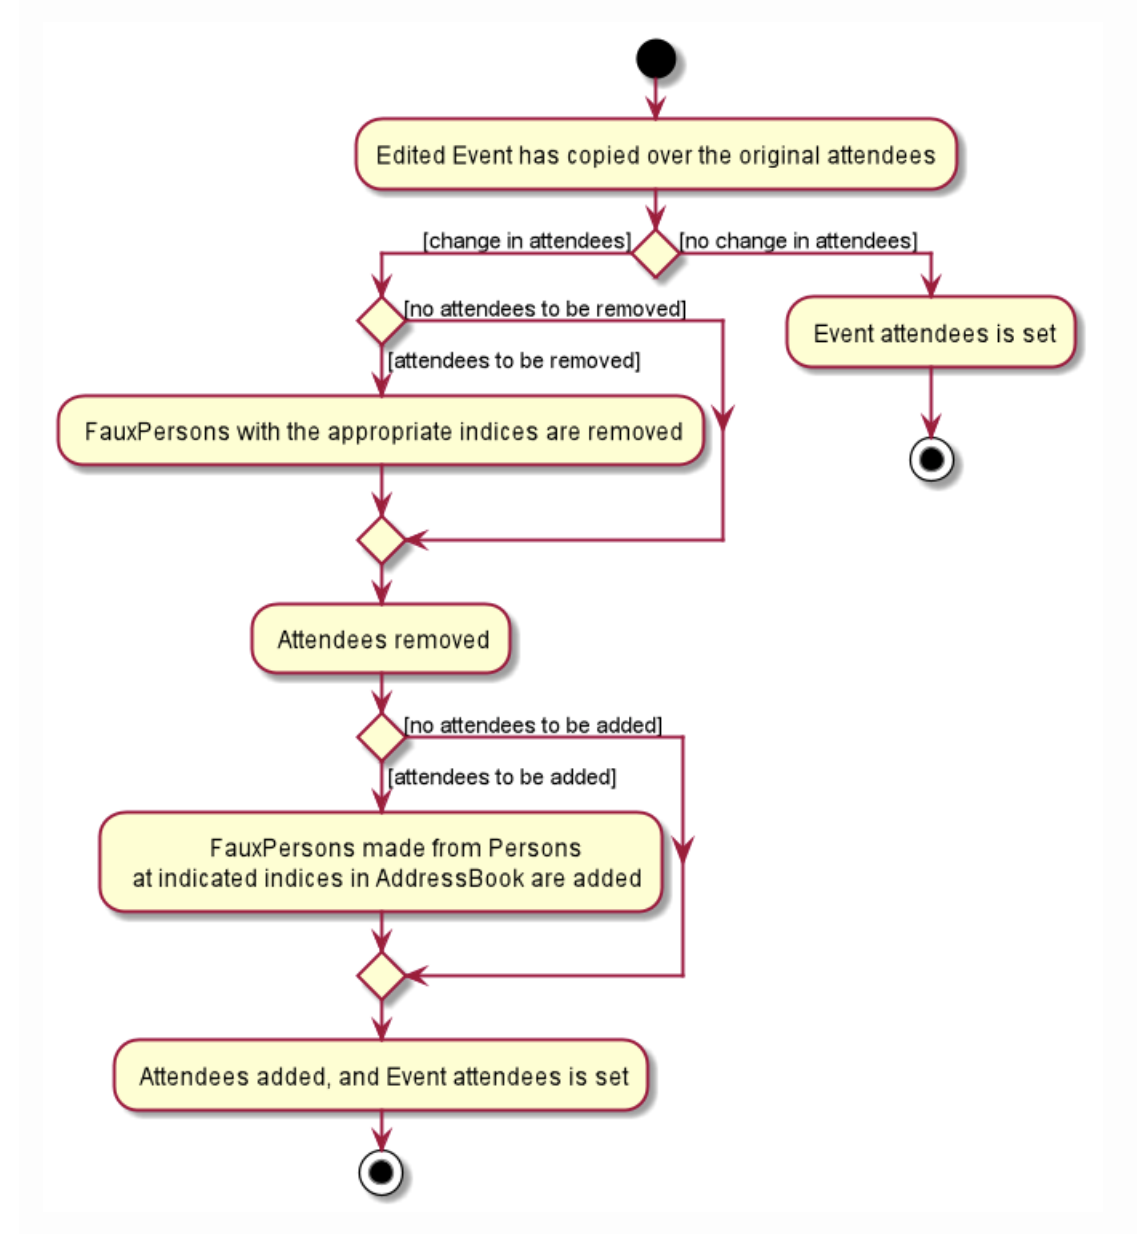 Edited Event has copied over the original attendees
[change in attendees]
[no change in attendees]
[no attendees to be removed]
Event attendees is set
[attendees to be removed]
FauxPersons with the appropriate indices are removed
Attendees removed
[no attendees to be added]
[attendees to be added]
FauxPersons made from Persons
at indicated indices in AddressBook are added
Attendees added, and Event attendees is set